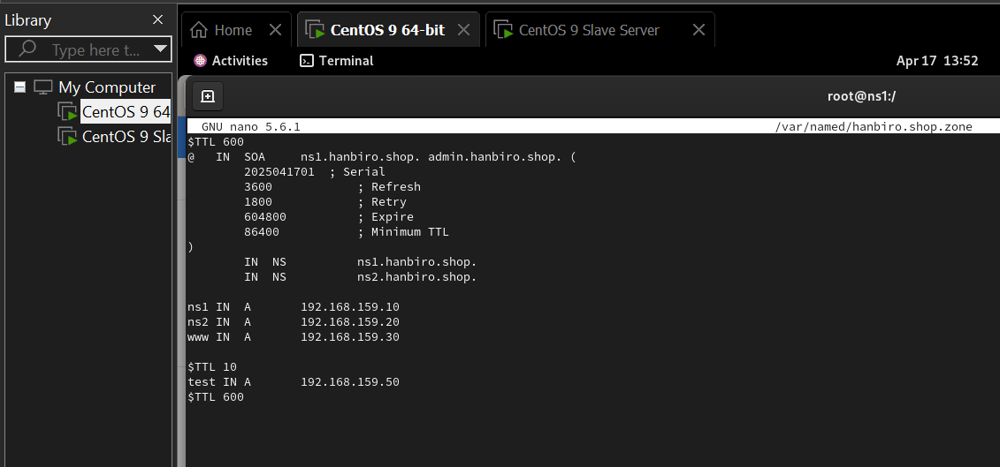 Library
Type here t...
My Computer
CentOS 9 64
CentOS 9 Sla
Home
CentOS 9 64-bit
CentOS 9 Slave Server
Activities
Terminal
Apr 17 13:52
root@ns1:/
GNU nano 5.6.1 /var/named/hanbiro.shop.zone
$TTL 600
@ IN SOA ns1.hanbiro.shop. admin.hanbiro.shop. (
2025041701 ; Serial
3600 ; Refresh
1800 ; Retry
604800 ; Expire
86400 ; Minimum TTL
)
IN NS ns1.hanbiro.shop.
IN NS ns2.hanbiro.shop.
ns1 IN A 192.168.159.10
ns2 IN A 192.168.159.20
www IN A 192.168.159.30
$TTL 10
test IN A 192.168.159.50
$TTL 600